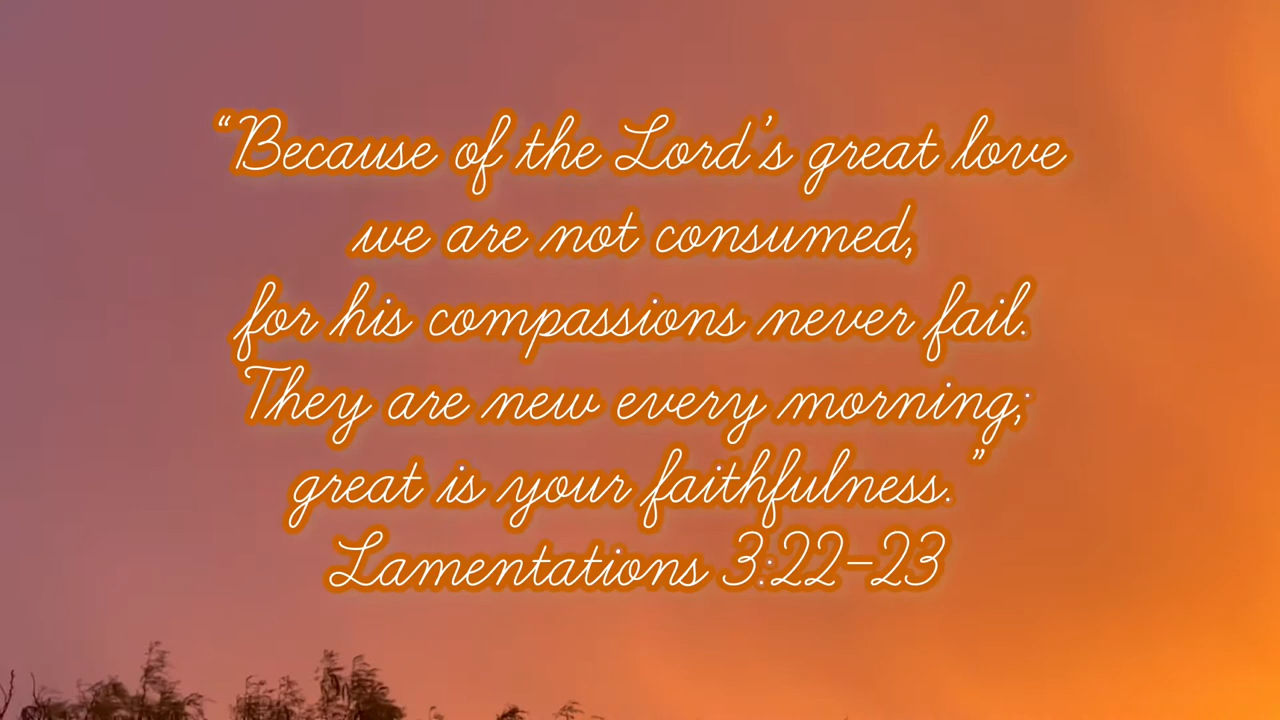 “Because of the Lord’s great love
we are not consumed,
for his compassions never fail.
They are new every morning;
great is your faithfulness.”
Lamentations 3:22–23